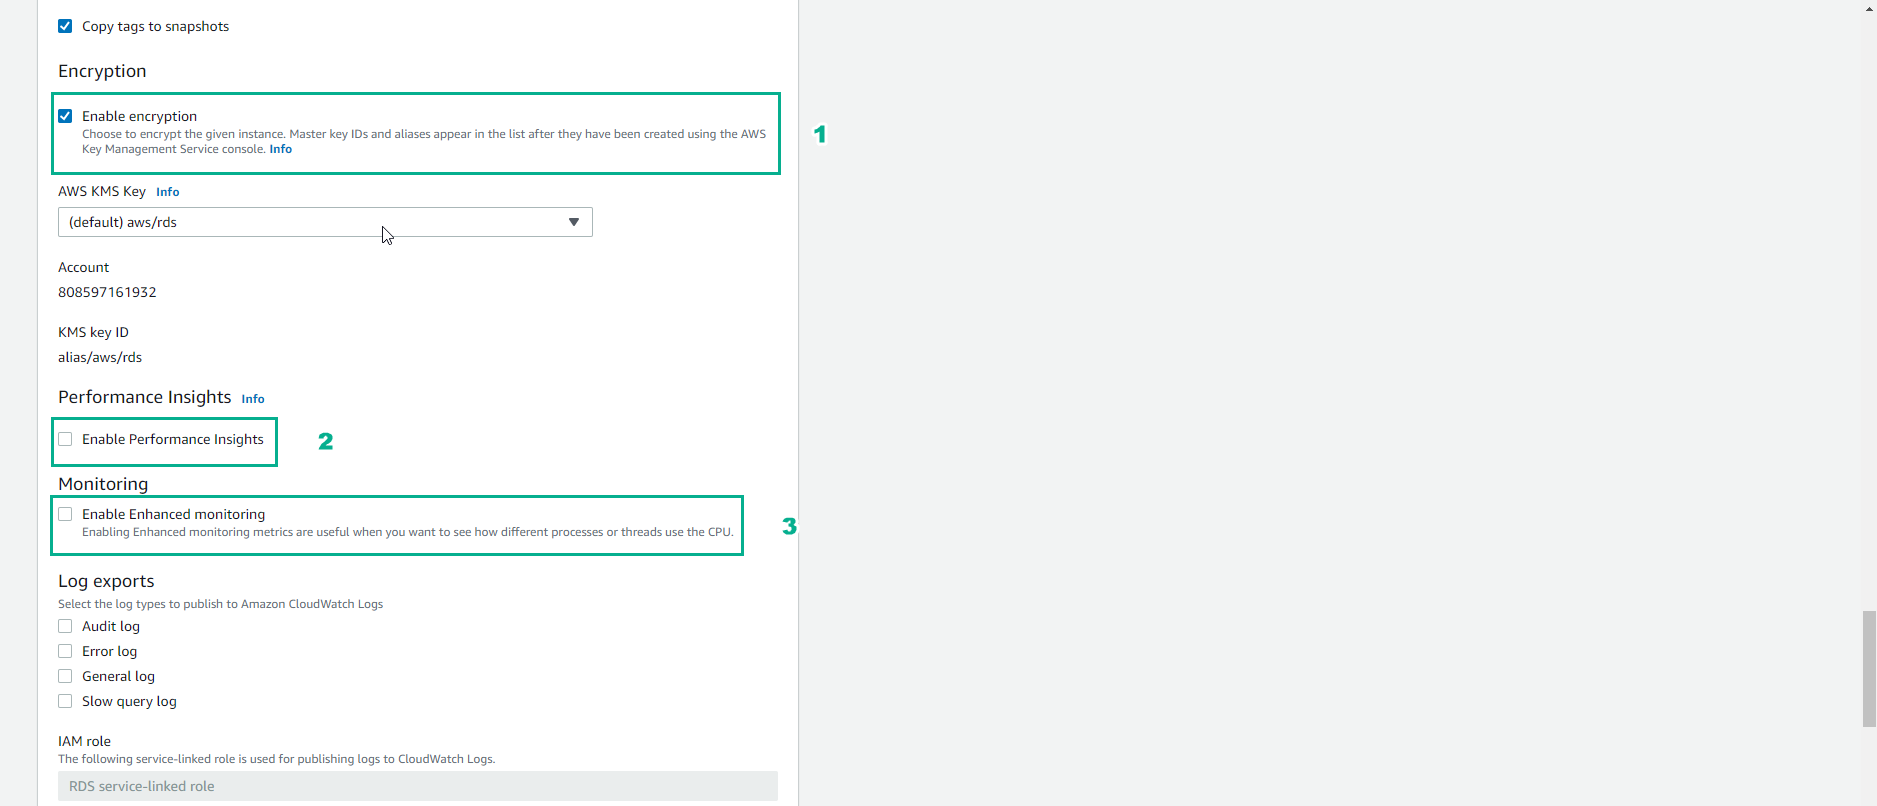 Copy tags to snapshots
Encryption
Enable encryption
Choose to encrypt the given instance. Master key IDs and aliases appear in the list after they have been created using the AWS
Key Management Service console. Info
1
AWS KMS Key Info
(default) aws/rds
Account
808597161932
KMS key ID
alias/aws/rds
Performance Insights Info
Enable Performance Insights
2
Monitoring
Enable Enhanced monitoring
Enabling Enhanced monitoring metrics are useful when you want to see how different processes or threads use the CPU.
3
Log exports
Select the log types to publish to Amazon CloudWatch Logs
Audit log
Error log
General log
Slow query log
IAM role
The following service-linked role is used for publishing logs to CloudWatch Logs.
RDS service-linked role